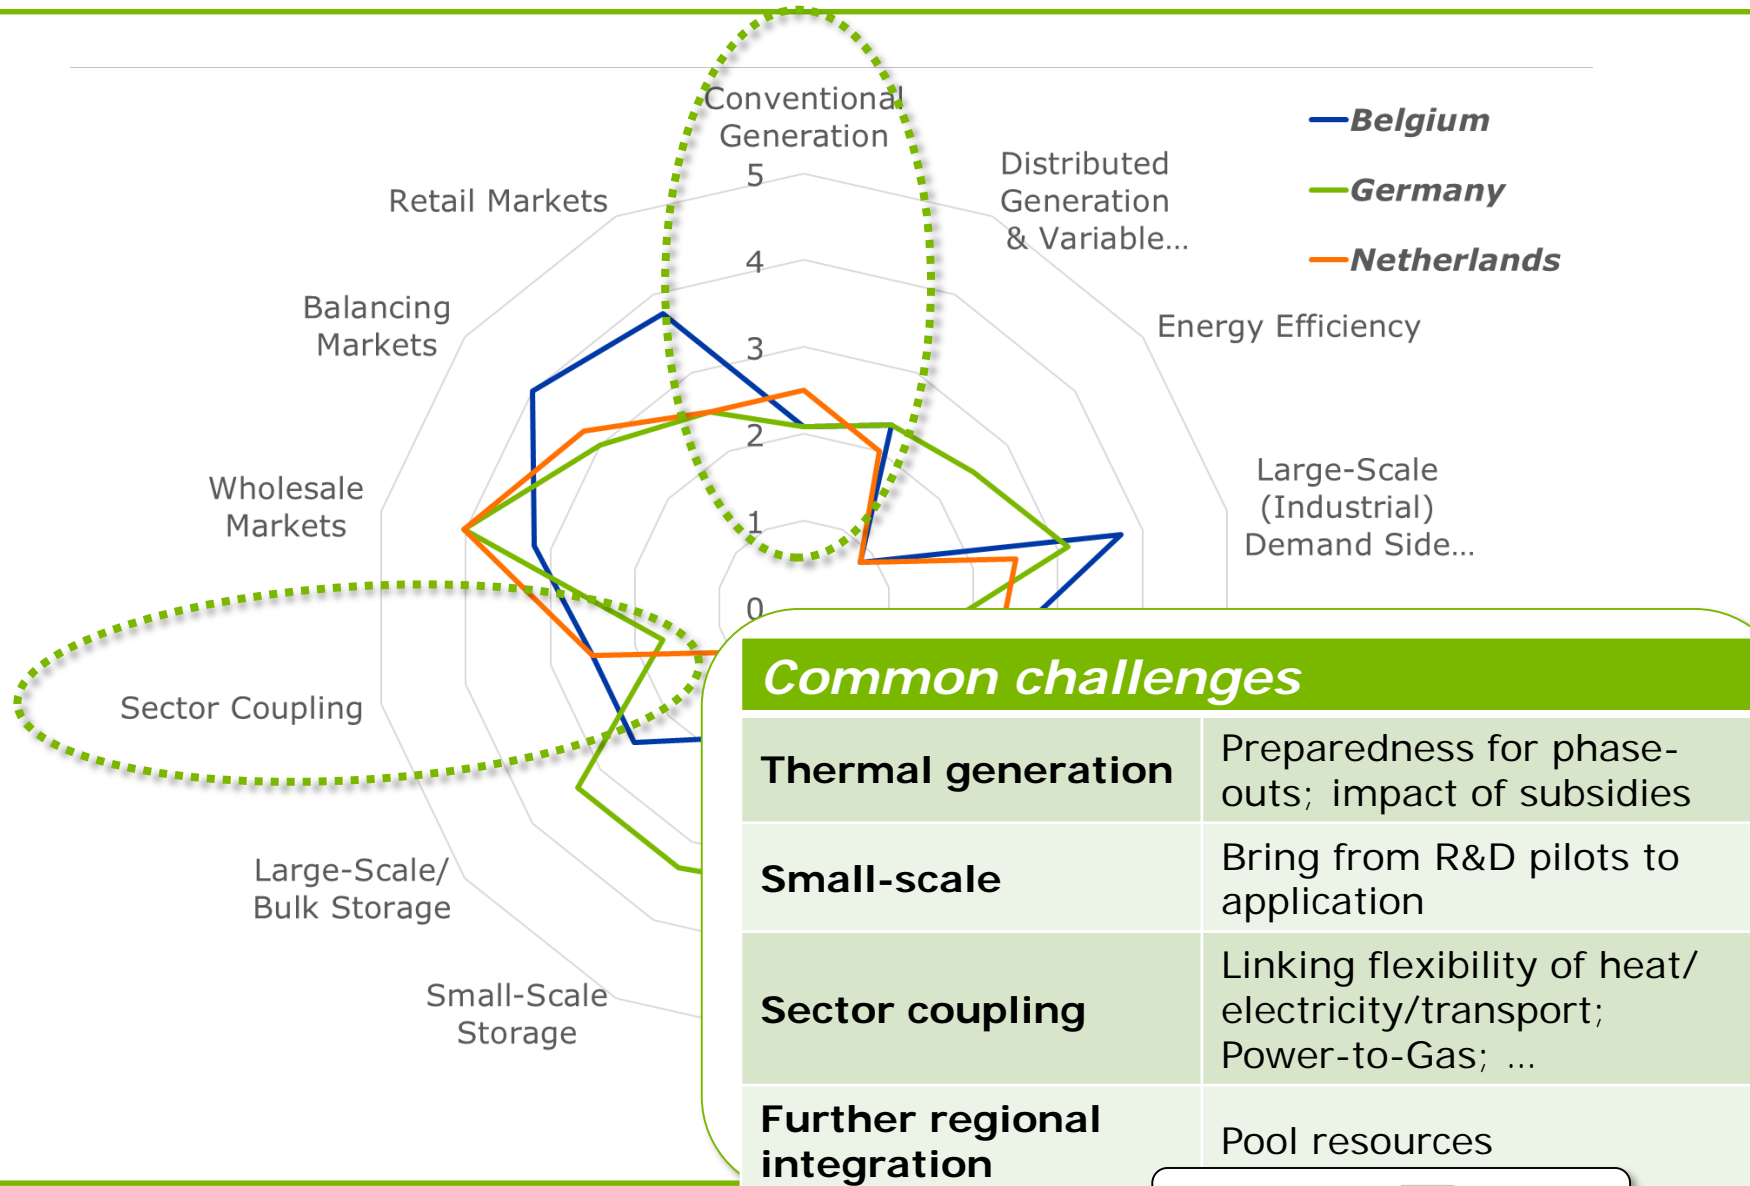 Conventional
Generation
Distributed
Generation
& Variable...
Energy Efficiency
Large-Scale
(Industrial)
Demand Side...
Retail Markets
Balancing
Markets
Wholesale
Markets
Sector Coupling
Large-Scale/
Bulk Storage
Small-Scale
Storage
5
4
3
2
1
0
Belgium
Germany
Netherlands
Common challenges
Thermal generation
Preparedness for phase-
outs; impact of subsidies
Small-scale
Bring from R&D pilots to
application
Sector coupling
Linking flexibility of heat/
electricity/transport;
Power-to-Gas; ...
Further regional
integration
Pool resources